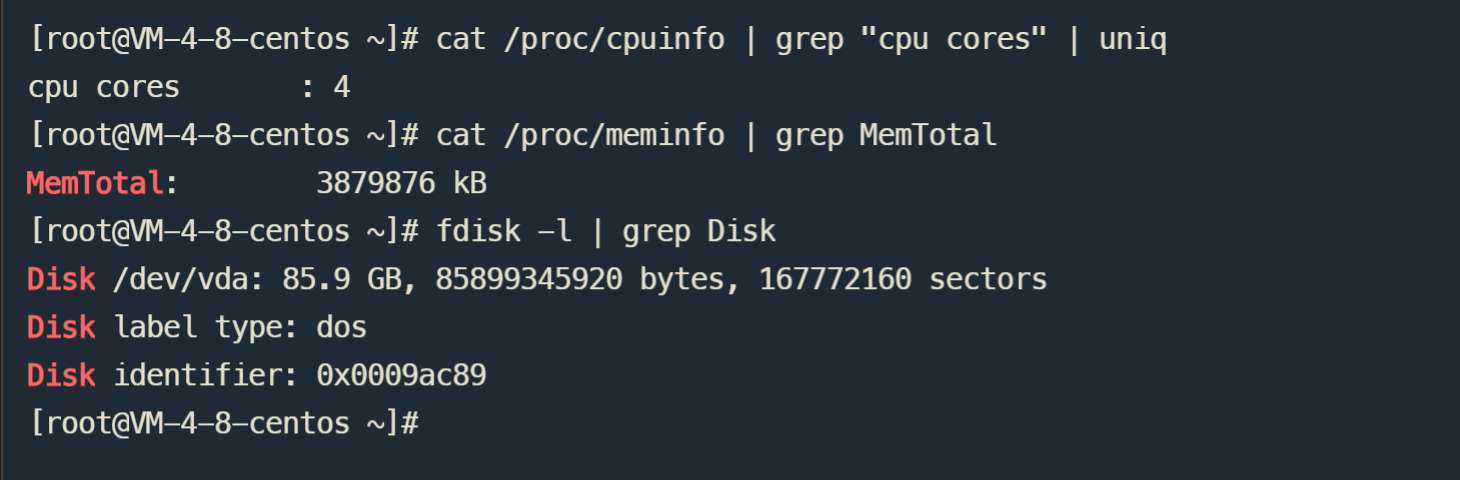 [root@VM-4-8-centos ~]# cat /proc/cpuinfo | grep "cpu cores" | uniq
cpu cores       : 4
[root@VM-4-8-centos ~]# cat /proc/meminfo | grep MemTotal
MemTotal:        3879876 kB
[root@VM-4-8-centos ~]# fdisk -l | grep Disk
Disk /dev/vda: 85.9 GB, 85899345920 bytes, 167772160 sectors
Disk label type: dos
Disk identifier: 0x0009ac89
[root@VM-4-8-centos ~]#